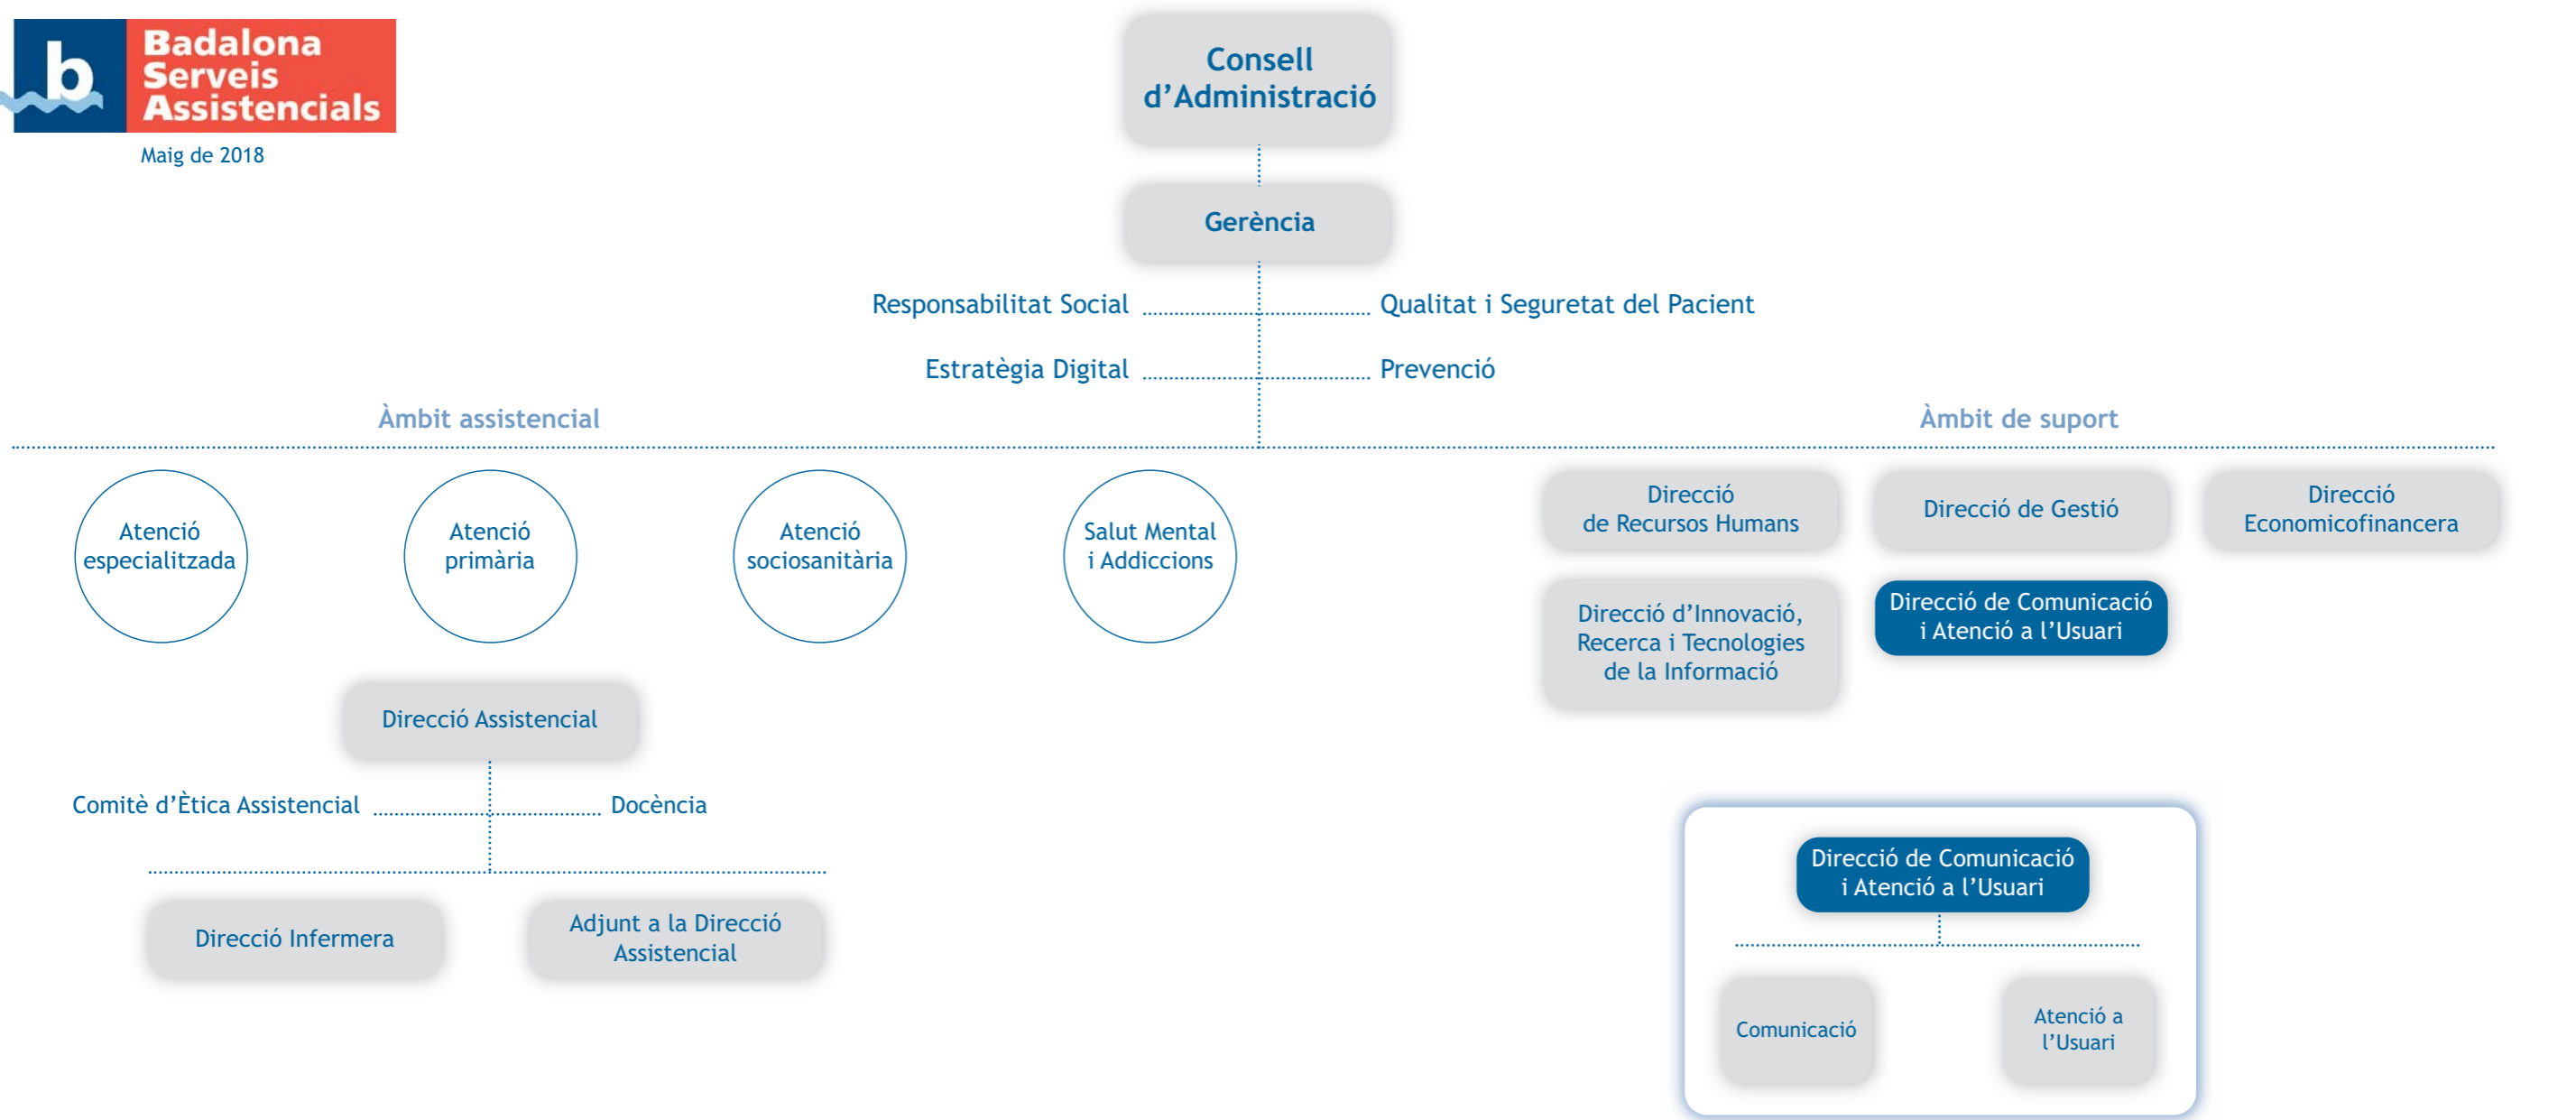 b
Badalona
Serveis
Assistencials
Maig de 2018
Consell
d’Administració
Gerència
Responsabilitat Social
Qualitat i Seguretat del Pacient
Estratègia Digital
Prevenció
Àmbit assistencial
Àmbit de suport
Atenció
especialitzada
Atenció
primària
Atenció
sociosanitària
Salut Mental
i Addiccions
Direcció
de Recursos Humans
Direcció de Gestió
Direcció
Economicofinancera
Direcció d’Innovació,
Recerca i Tecnologies
de la Informació
Direcció de Comunicació
i Atenció a l’Usuari
Direcció Assistencial
Comitè d’Ètica Assistencial
Docència
Direcció Infermera
Adjunt a la Direcció
Assistencial
Direcció de Comunicació
i Atenció a l’Usuari
Comunicació
Atenció a
l’Usuari